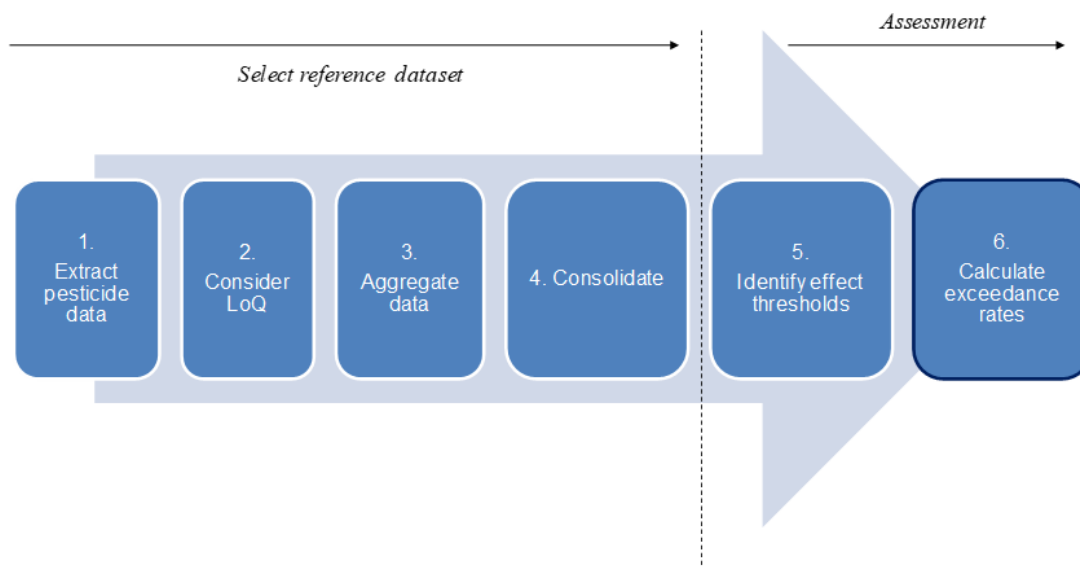 Assessment
Select reference dataset
1.
Extract
pesticide
data
2.
Consider
LoQ
3.
Aggregate
data
4. Consolidate
5.
Identify effect
thresholds
6.
Calculate
exceedance
rates